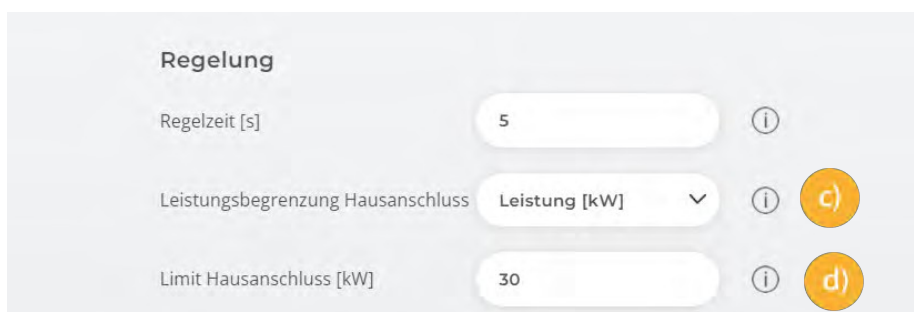 Regelung
Regelzeit [s] 5 i
Leistungsbegrenzung Hausanschluss Leistung [kW] i c)
Limit Hausanschluss [kW] 30 i d)